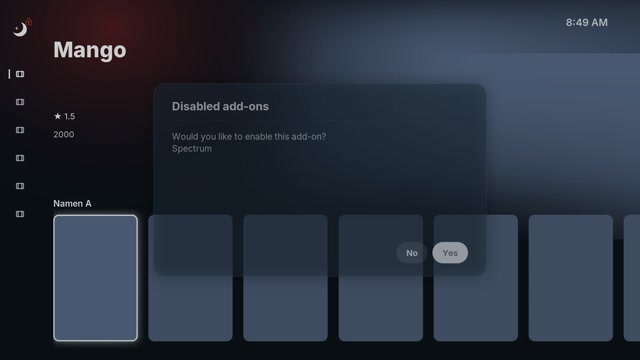 8:49 AM
Mango
★ 1.5
2000
Disabled add-ons
Would you like to enable this add-on?
Spectrum
Namen A
No
Yes